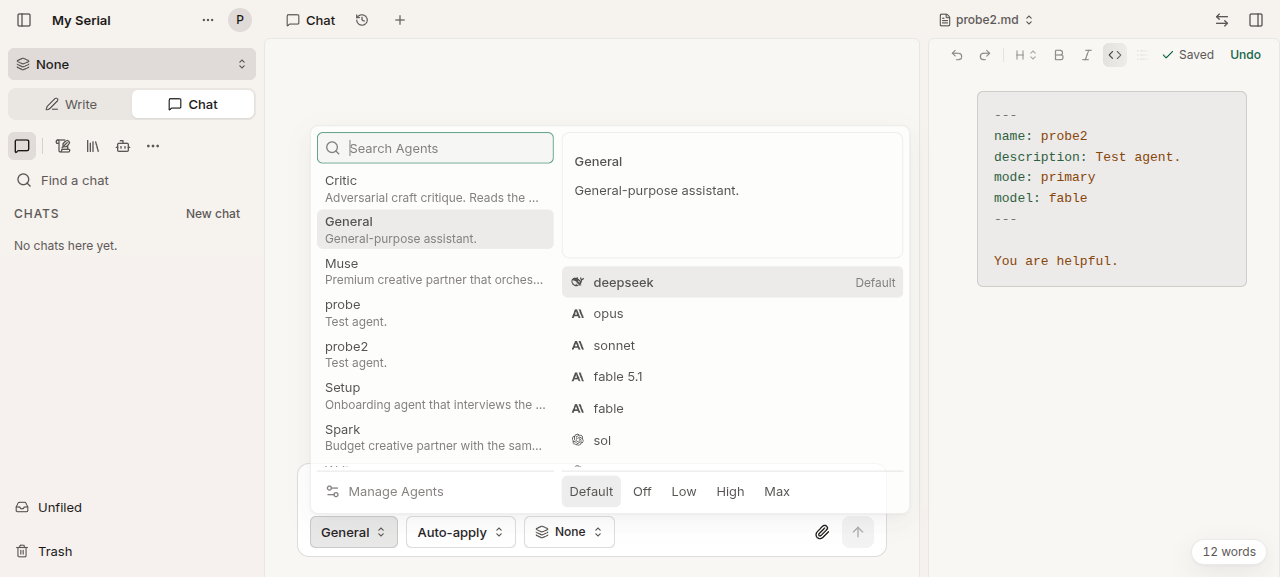 My Serial
P
Chat
probe2.md
None
H
Saved
Undo
Write
Chat
Find a chat
CHATS
New chat
No chats here yet.
Unfiled
Trash
Search Agents
Critic
Adversarial craft critique. Reads the ...
General
General-purpose assistant.
Muse
Premium creative partner that orches...
probe
Test agent.
probe2
Test agent.
Setup
Onboarding agent that interviews the ...
Spark
Budget creative partner with the sam...
Manage Agents
General
General-purpose assistant.
deepseek
Default
opus
sonnet
fable 5.1
fable
sol
Default
Off
Low
High
Max
General
Auto-apply
None
---
name: probe2
description: Test agent.
mode: primary
model: fable
---
You are helpful.
12 words